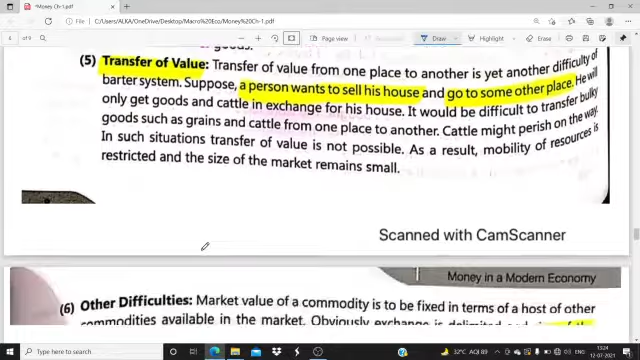 *Money Ch-1.pdf
File | C:/Users/ALKA/OneDrive/Desktop/Macro%20Eco/Money%20Ch-1.pdf
of 9
Page view
Draw
Highlight
Erase
goods.
(5) Transfer of Value: Transfer of value from one place to another is yet another difficulty of
barter system. Suppose, a person wants to sell his house and go to some other place. He will
only get goods and cattle in exchange for his house. It would be difficult to transfer bulky
goods such as grains and cattle from one place to another. Cattle might perish on the way.
In such situations transfer of value is not possible. As a result, mobility of resources is
restricted and the size of the market remains small.
Scanned with CamScanner
Money in a Modern Economy
(6) Other Difficulties: Market value of a commodity is to be fixed in terms of a host of other
commodities available in the market. Obviously exchange is
Type here to search
32°C AQI 89
ENG
13:24
12-07-2021